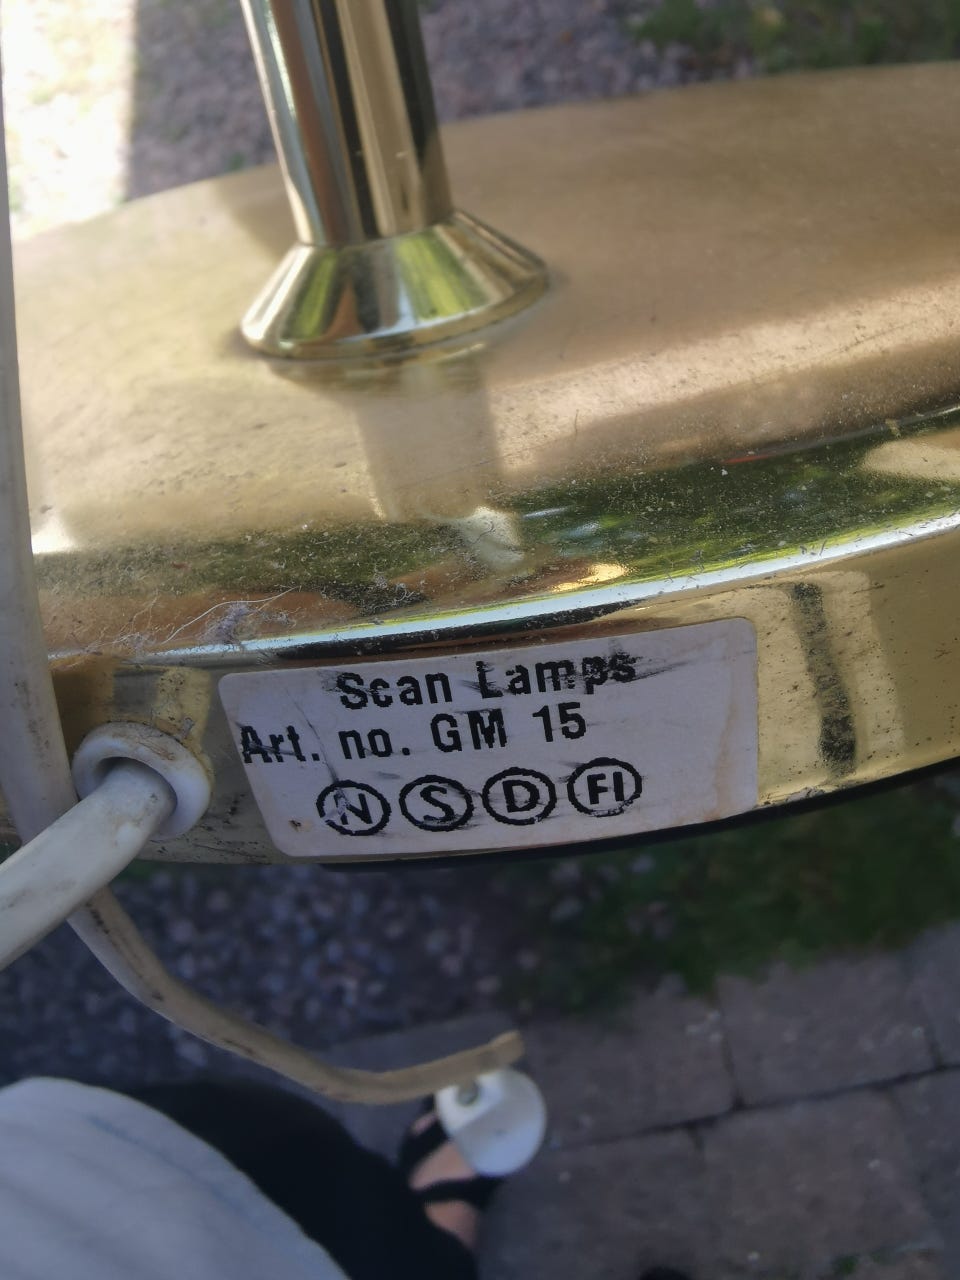 Scan Lamps
Art. no. GM 15
N S D FI